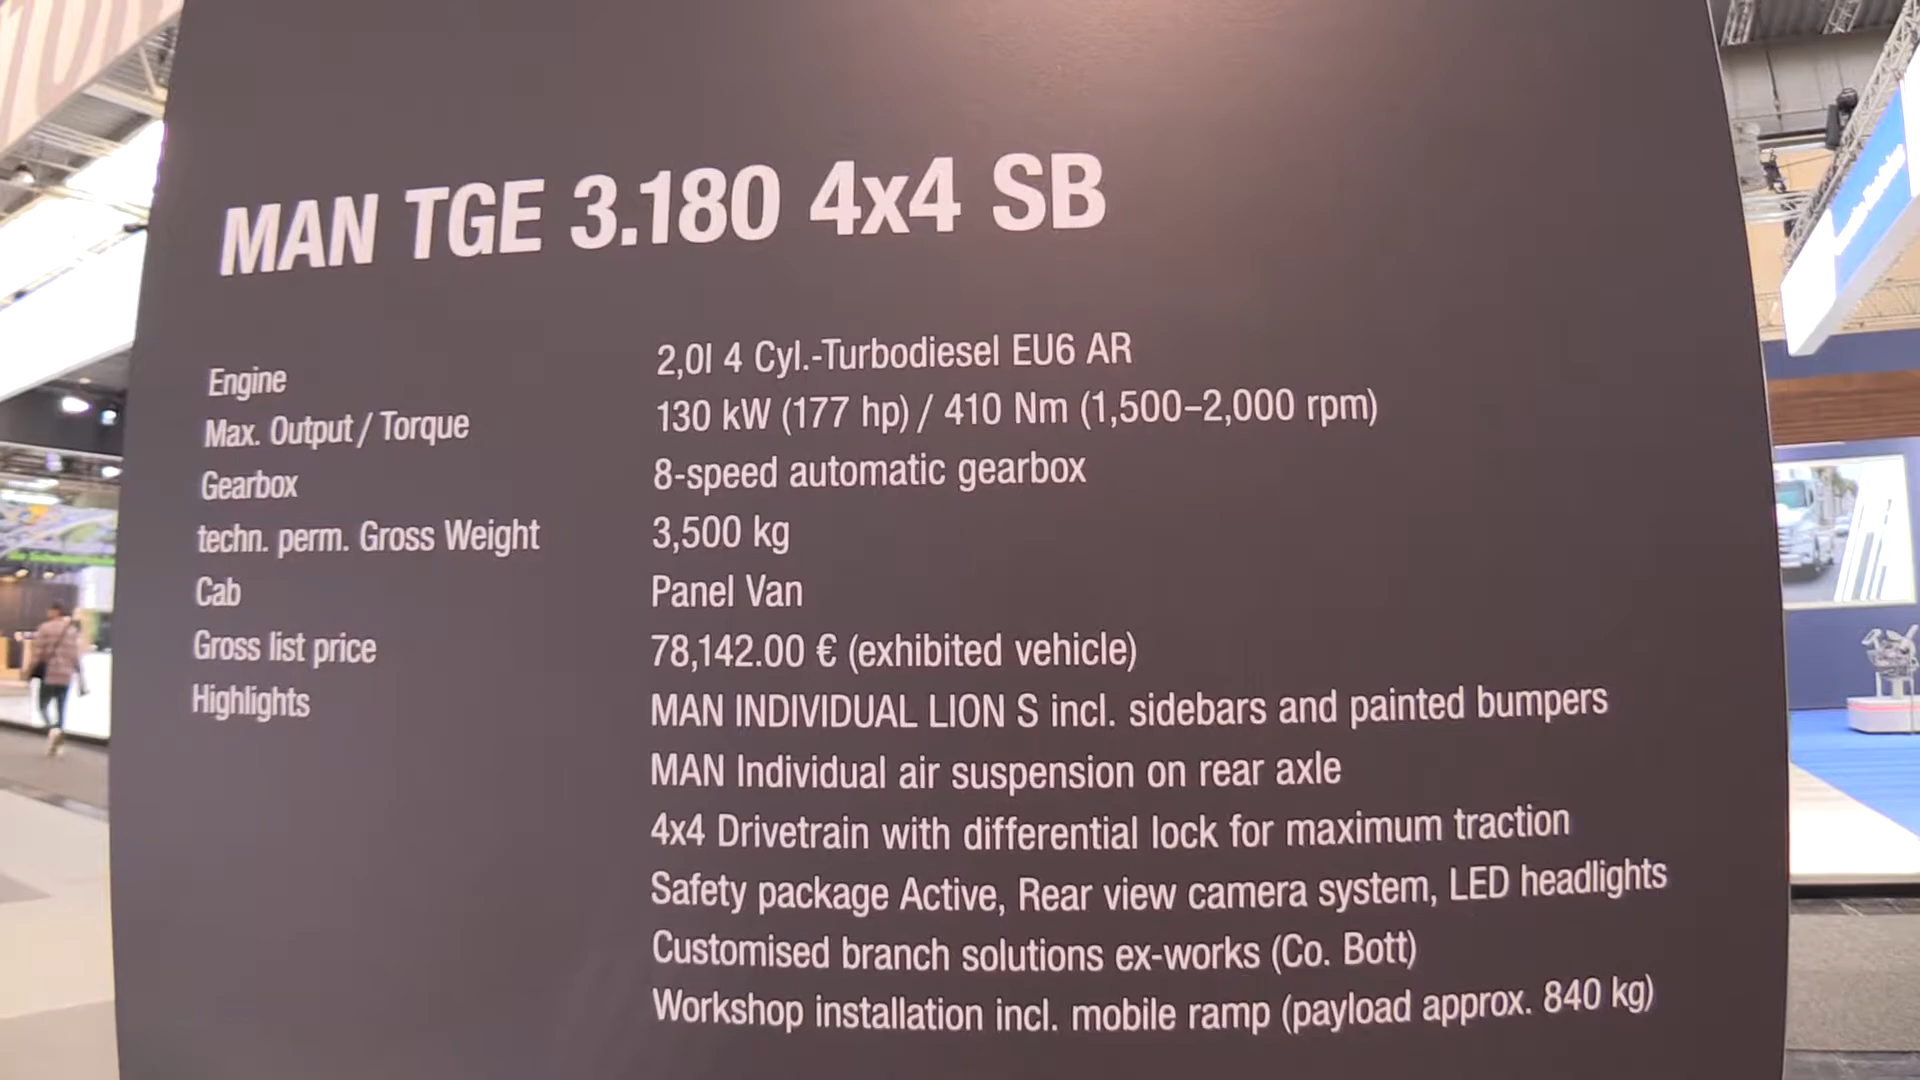 MAN TGE 3.180 4x4 SB
Engine 2,0l 4 Cyl.-Turbodiesel EU6 AR
Max. Output / Torque 130 kW (177 hp) / 410 Nm (1,500–2,000 rpm)
Gearbox 8-speed automatic gearbox
techn. perm. Gross Weight 3,500 kg
Cab Panel Van
Gross list price 78,142.00 € (exhibited vehicle)
Highlights MAN INDIVIDUAL LION S incl. sidebars and painted bumpers
MAN Individual air suspension on rear axle
4x4 Drivetrain with differential lock for maximum traction
Safety package Active, Rear view camera system, LED headlights
Customised branch solutions ex-works (Co. Bott)
Workshop installation incl. mobile ramp (payload approx. 840 kg)